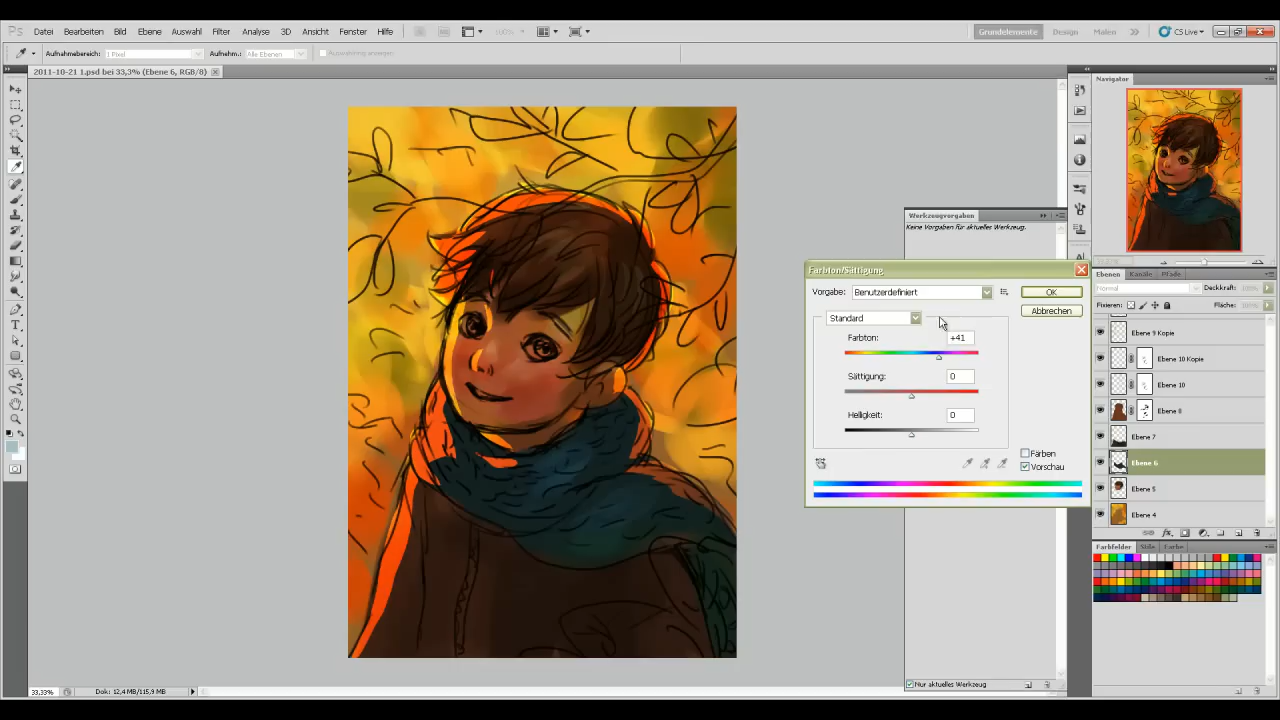 Ps Datei Bearbeiten Bild Ebene Auswahl Filter Analyse 3D Ansicht Fenster Hilfe 100% Grundelemente Design Malen CS Live
Aufnahmebereich: 1 Pixel Aufnehm.: Alle Ebenen Auswahlring anzeigen
2011-10-21 1.psd bei 33,3% (Ebene 6, RGB/8)
Navigator
Werkzeugvorgaben
Keine Vorgaben für aktuelles Werkzeug.
Farbton/Sättigung
Vorgabe: Benutzerdefiniert OK
Abbrechen
Standard
Farbton: +41
Sättigung: 0
Helligkeit: 0
Färben
Vorschau
Ebenen Kanäle Pfade
Normal Deckkraft: 100%
Fixieren: Fläche:
Ebene 9 Kopie
Ebene 10 Kopie
Ebene 10
Ebene 8
Ebene 7
Ebene 6
Ebene 5
Ebene 4
Farbfelder Stile Farbe
Nur aktuelles Werkzeug
33,33% Dok: 12,4 MB/115,9 MB